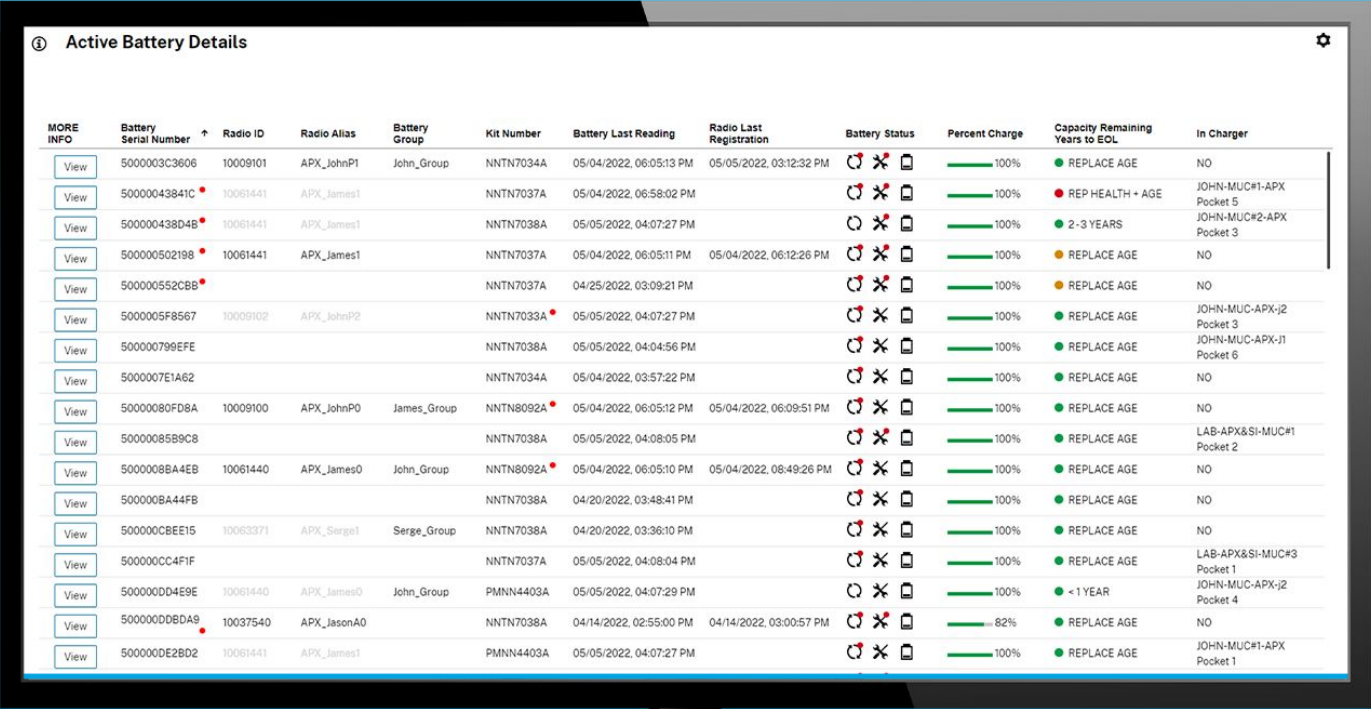 Active Battery Details
MORE INFO Battery Serial Number ↑ Radio ID Radio Alias Battery Group Kit Number Battery Last Reading Radio Last Registration Battery Status Percent Charge Capacity Remaining Years to EOL In Charger
View 5000003C3606 10009101 APX_JohnP1 John_Group NNTN7034A 05/04/2022, 06:05:13 PM 05/05/2022, 03:12:32 PM 100% REPLACE AGE NO
View 50000043841C 10061441 APX_James1 NNTN7037A 05/04/2022, 06:58:02 PM 100% REP HEALTH + AGE JOHN-MUC#1-APX Pocket 5
View 500000438D4B 10061441 APX_James1 NNTN7038A 05/05/2022, 04:07:27 PM 100% 2-3 YEARS JOHN-MUC#2-APX Pocket 3
View 500000502198 10061441 APX_James1 NNTN7037A 05/04/2022, 06:05:11 PM 05/04/2022, 06:12:26 PM 100% REPLACE AGE NO
View 500000552CBB NNTN7037A 04/25/2022, 03:09:21 PM 100% REPLACE AGE NO
View 5000005F8567 10009102 APX_JohnP2 NNTN7033A 05/05/2022, 04:07:27 PM 100% REPLACE AGE JOHN-MUC-APX-j2 Pocket 3
View 500000799EFE NNTN7038A 05/05/2022, 04:04:56 PM 100% REPLACE AGE JOHN-MUC-APX-J1 Pocket 6
View 5000007E1A62 NNTN7034A 05/04/2022, 03:57:22 PM 100% REPLACE AGE NO
View 50000080FD8A 10009100 APX_JohnP0 James_Group NNTN8092A 05/04/2022, 06:05:12 PM 05/04/2022, 06:09:51 PM 100% REPLACE AGE NO
View 50000085B9C8 NNTN7038A 05/05/2022, 04:08:05 PM 100% REPLACE AGE LAB-APX&SI-MUC#1 Pocket 2
View 5000008BA4EB 10061440 APX_James0 John_Group NNTN8092A 05/04/2022, 06:05:10 PM 05/04/2022, 08:49:26 PM 100% REPLACE AGE NO
View 500000BA44FB NNTN7038A 04/20/2022, 03:48:41 PM 100% REPLACE AGE NO
View 500000CBEE15 10063371 APX_Serge1 Serge_Group NNTN7038A 04/20/2022, 03:36:10 PM 100% REPLACE AGE NO
View 500000CC4F1F NNTN7037A 05/05/2022, 04:08:04 PM 100% REPLACE AGE LAB-APX&SI-MUC#3 Pocket 1
View 500000DD4E9E 10061440 APX_James0 John_Group PMNN4403A 05/05/2022, 04:07:29 PM 100% < 1 YEAR JOHN-MUC-APX-j2 Pocket 4
View 500000DDBDA9 10037540 APX_JasonA0 NNTN7038A 04/14/2022, 02:55:00 PM 04/14/2022, 03:00:57 PM 82% REPLACE AGE NO
View 500000DE2BD2 10061441 APX_James1 PMNN4403A 05/05/2022, 04:07:27 PM 100% REPLACE AGE JOHN-MUC#1-APX Pocket 1